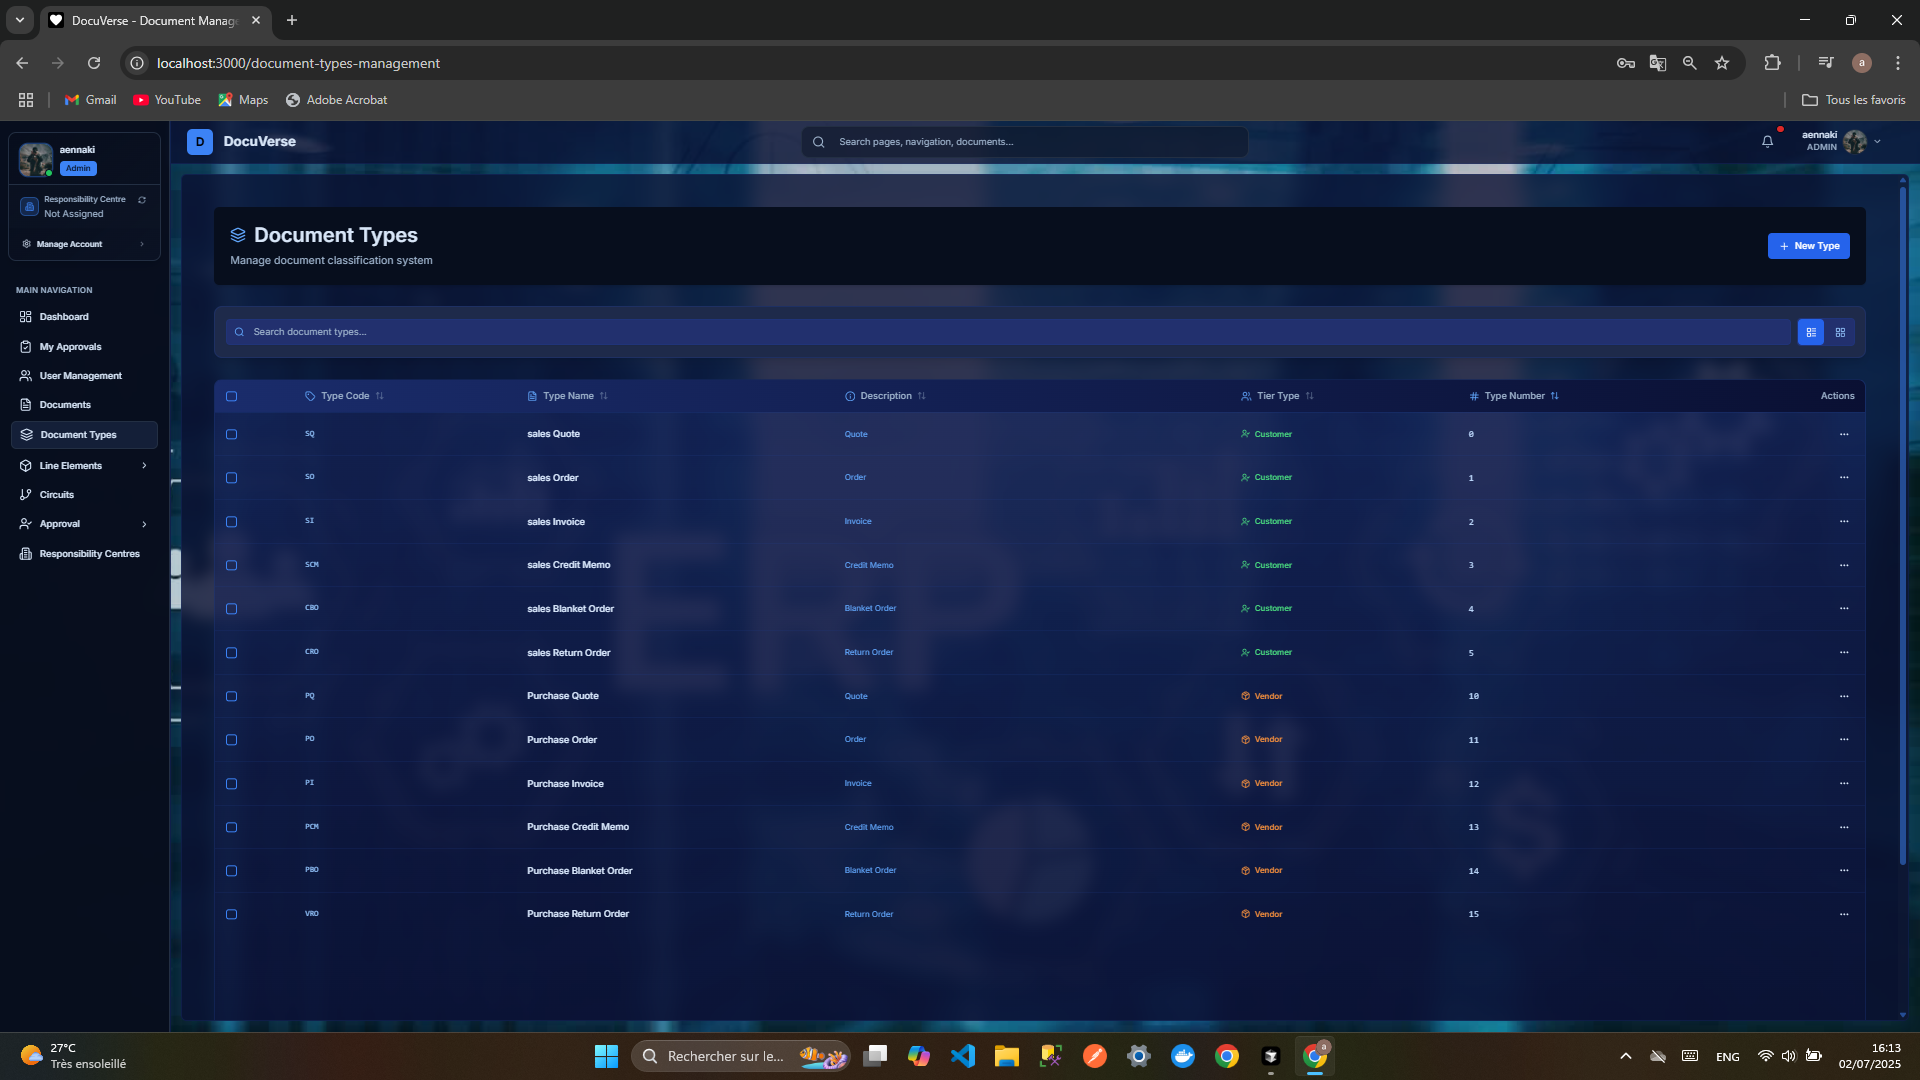 DocuVerse - Document Manage
localhost:3000/document-types-management
Gmail
YouTube
Maps
Adobe Acrobat
Tous les favoris
aennaki
Admin
Responsibility Centre
Not Assigned
Manage Account
MAIN NAVIGATION
Dashboard
My Approvals
User Management
Documents
Document Types
Line Elements
Circuits
Approval
Responsibility Centres
D DocuVerse
Search pages, navigation, documents...
aennaki
ADMIN
Document Types
Manage document classification system
New Type
Search document types...
Type Code Type Name Description Tier Type Type Number Actions
SQ sales Quote Quote Customer 0
SO sales Order Order Customer 1
SI sales Invoice Invoice Customer 2
SCM sales Credit Memo Credit Memo Customer 3
CBO sales Blanket Order Blanket Order Customer 4
CRO sales Return Order Return Order Customer 5
PQ Purchase Quote Quote Vendor 10
PO Purchase Order Order Vendor 11
PI Purchase Invoice Invoice Vendor 12
PCM Purchase Credit Memo Credit Memo Vendor 13
PBO Purchase Blanket Order Blanket Order Vendor 14
VRO Purchase Return Order Return Order Vendor 15
ERP
27°C
Très ensoleillé
Rechercher sur le...
a
ENG
16:13
02/07/2025